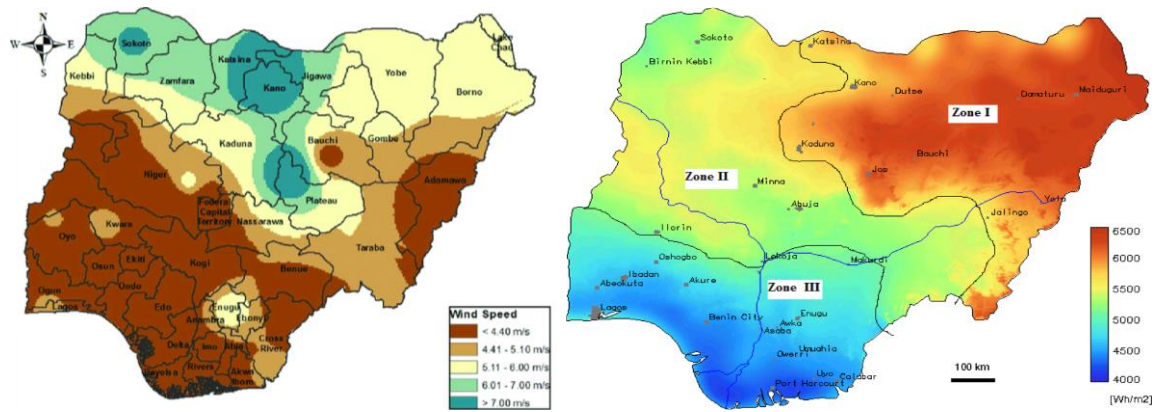 N
W E
S
Sokoto
Katsina
Lake
Chad
Kebbi
Zamfara
Kano
Jigawa
Yobe
Borno
Kaduna
Bauchi
Gombe
Niger
Adamawa
Plateau
Federal
Capital
Territory
Nassarawa
Kwara
Oyo
Taraba
Osun
Ekiti
Kogi
Benue
Ogun
Ondo
Lagos
Edo
Enugu
Anambra
Ebonyi
Cross
River
Delta
Imo
Abia
Rivers
Akwa
Ibom
Wind Speed
< 4.40 m/s
4.41 - 5.10 m/s
5.11 - 6.00 m/s
6.01 - 7.00 m/s
> 7.00 m/s
Sokoto
Katsina
Birnin Kebbi
Kano
Dutse
Zone I
Damaturu
Maiduguri
Kaduna
Bauchi
Jos
Zone II
Minna
Abuja
Yola
Jalingo
Ilorin
Oshogbo
Lokoja
Makurdi
Ibadan
Abeokuta
Akure
Zone III
Lagos
Benin City
Enugu
Awka
Asaba
Umuahia
Owerri
Uyo
Calabar
Port Harcourt
100 km
6500
6000
5500
5000
4500
4000
[Wh/m2]